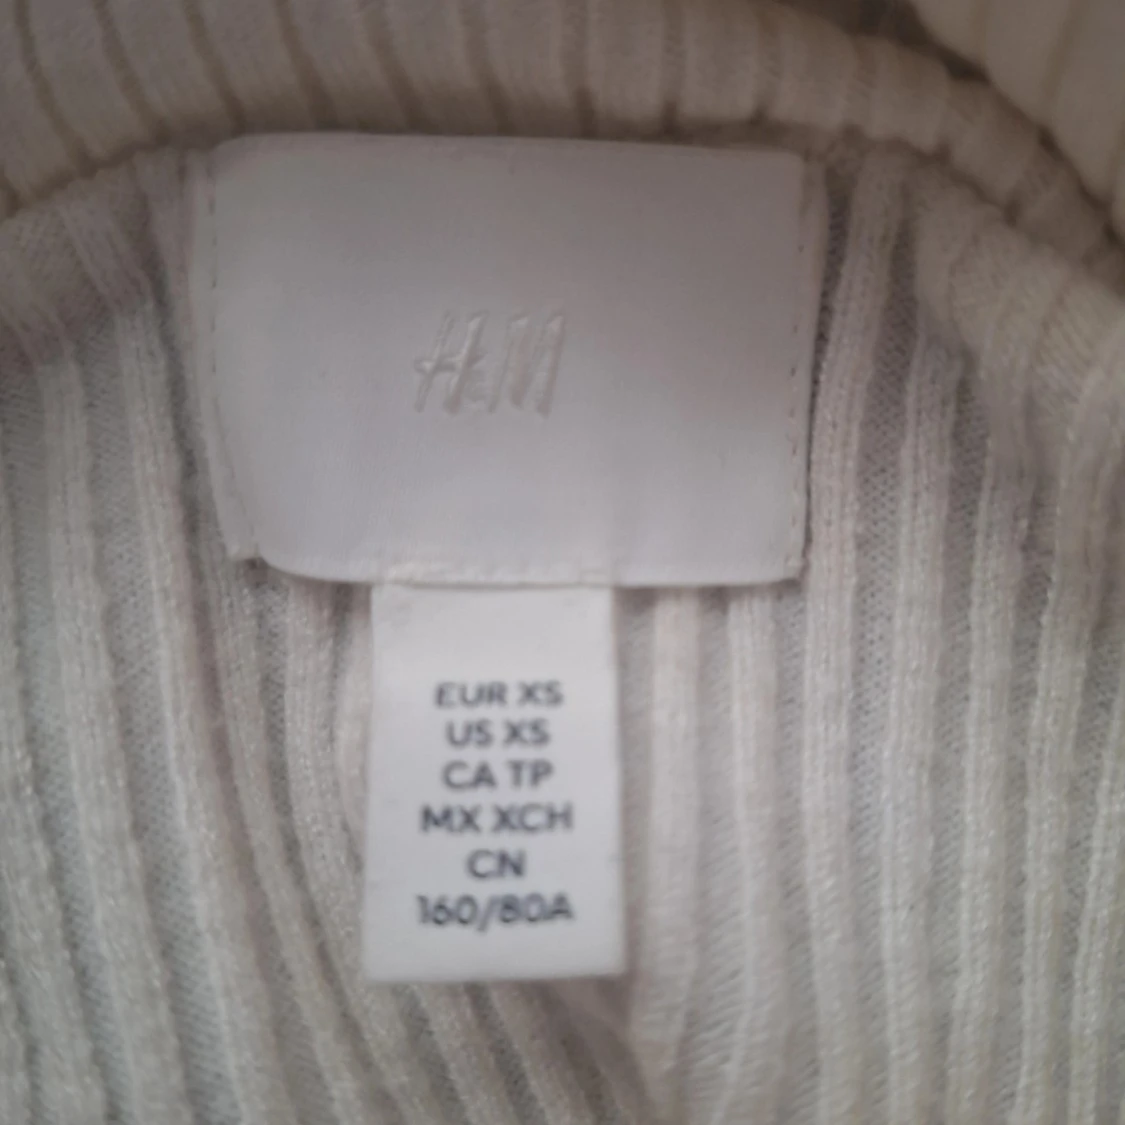 H&M
EUR XS
US XS
CA TP
MX XCH
CN
160/80A